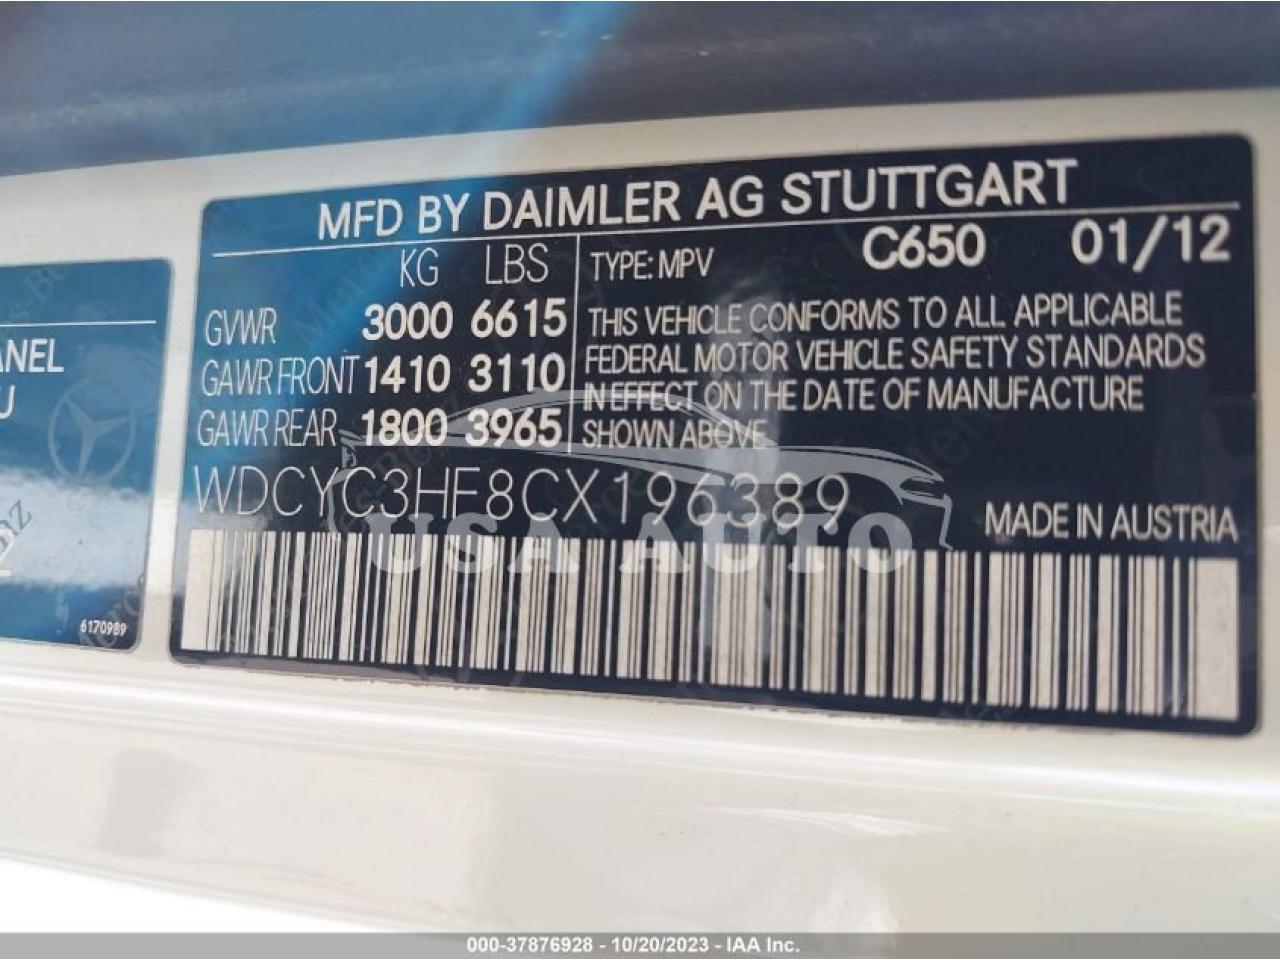 MFD BY DAIMLER AG STUTTGART
KG LBS
GVWR 3000 6615
GAWR FRONT 1410 3110
GAWR REAR 1800 3965
TYPE: MPV C650 01/12
THIS VEHICLE CONFORMS TO ALL APPLICABLE
FEDERAL MOTOR VEHICLE SAFETY STANDARDS
IN EFFECT ON THE DATE OF MANUFACTURE
SHOWN ABOVE
WDCYC3HF8CX196389
MADE IN AUSTRIA
USA AUTO
ANEL
U
6170989
000-37876928 - 10/20/2023 - IAA Inc.